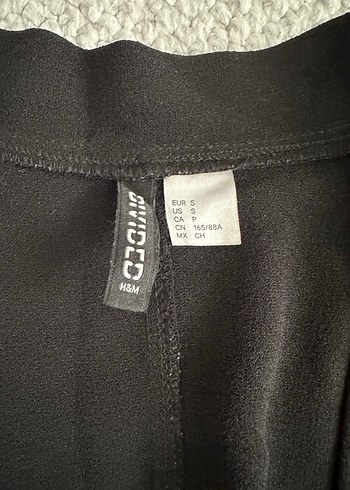 DIVIDED
H&M
EUR S
US S
CA P
CN 165/88A
MX CH